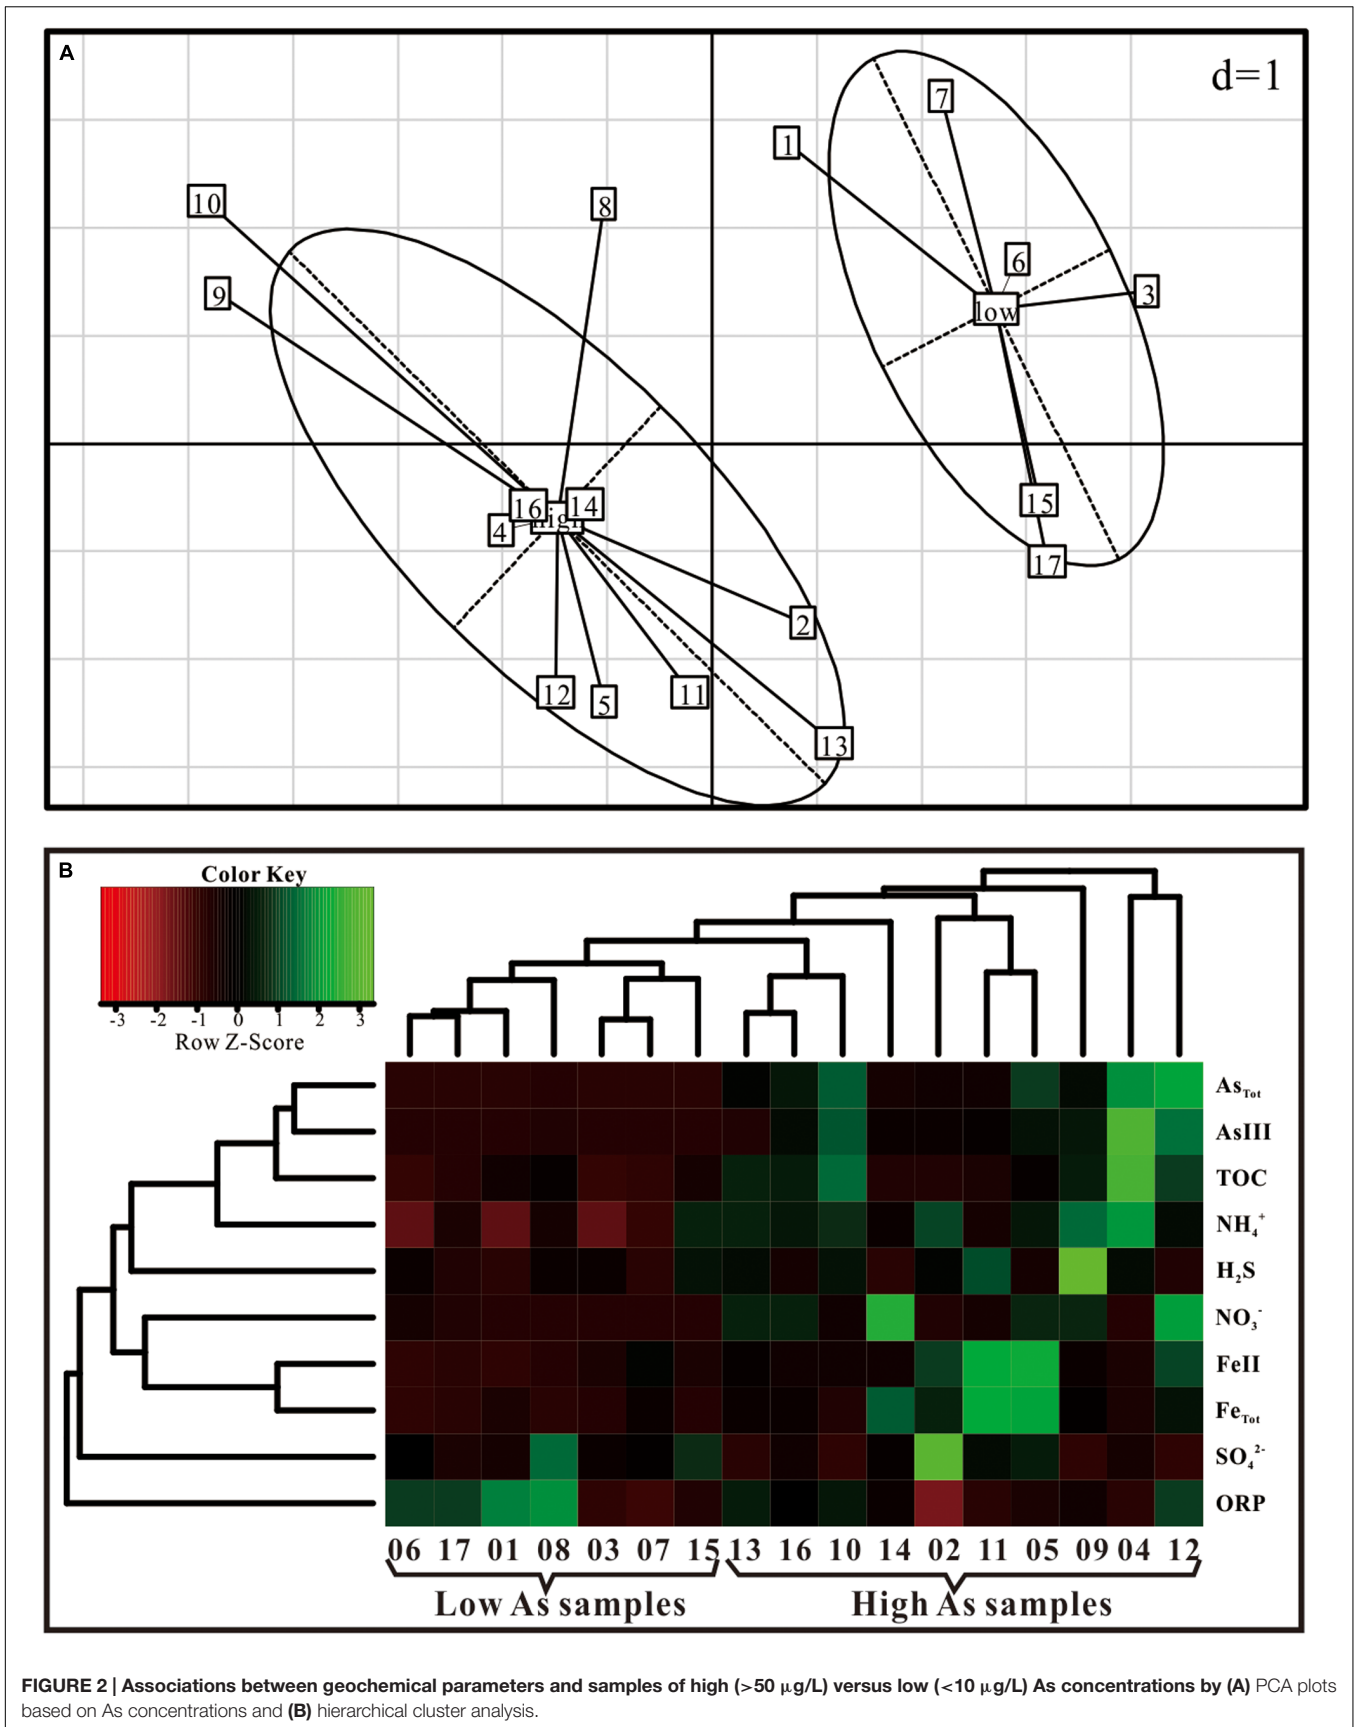 A
d=1
7
1
10
8
6
9
3
low
16
14
4
15
17
2
12
5
11
13
B
Color Key
-3 -2 -1 0 1 2 3
Row Z-Score
As Tot
AsIII
TOC
NH₄⁺
H₂S
NO₃⁻
FeII
Fe Tot
SO₄²⁻
ORP
06 17 01 08 03 07 15 13 16 10 14 02 11 05 09 04 12
Low As samples High As samples
FIGURE 2 | Associations between geochemical parameters and samples of high (>50 μg/L) versus low (<10 μg/L) As concentrations by (A) PCA plots
based on As concentrations and (B) hierarchical cluster analysis.